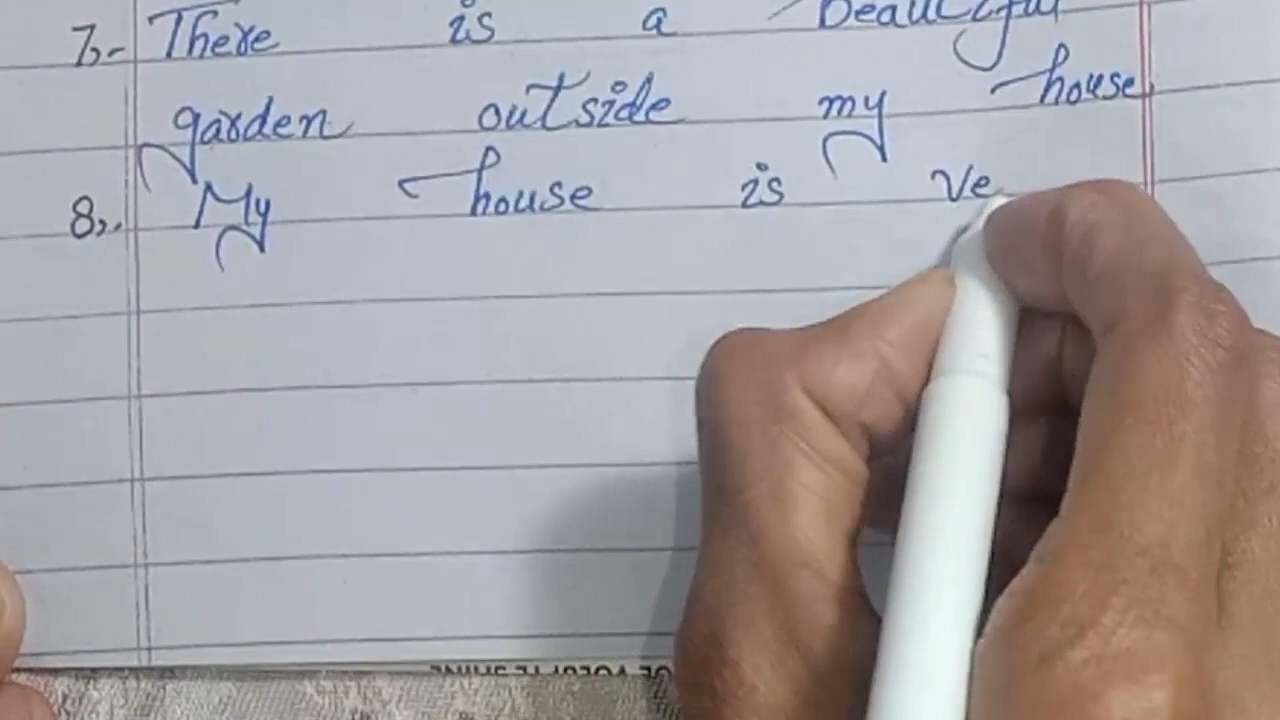 7,- There is a beautiful
garden outside my house
8,. My house is ve